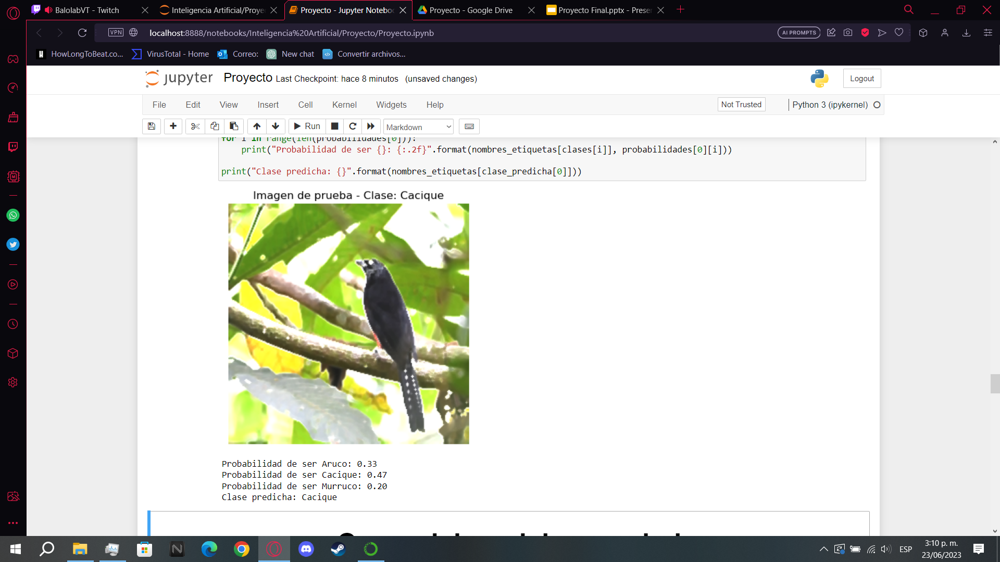 BalolabVT - Twitch
Inteligencia Artificial/Proye
Proyecto - Jupyter Notebo
Proyecto - Google Drive
Proyecto Final.pptx - Prese
VPN
localhost:8888/notebooks/Inteligencia%20Artificial/Proyecto/Proyecto.ipynb
AI PROMPTS
HowLongToBeat.co...
VirusTotal - Home
Correo:
New chat
Convertir archivos...
jupyter
Proyecto
Last Checkpoint: hace 8 minutos (unsaved changes)
Logout
File Edit View Insert Cell Kernel Widgets Help
Not Trusted
Python 3 (ipykernel)
Run
Markdown
for i in range(len(probabilidades[0])):
print("Probabilidad de ser {}: {:.2f}".format(nombres_etiquetas[clases[i]], probabilidades[0][i]))
print("Clase predicha: {}".format(nombres_etiquetas[clase_predicha[0]]))
Imagen de prueba - Clase: Cacique
Probabilidad de ser Aruco: 0.33
Probabilidad de ser Cacique: 0.47
Probabilidad de ser Murruco: 0.20
Clase predicha: Cacique
ESP
3:10 p. m.
23/06/2023